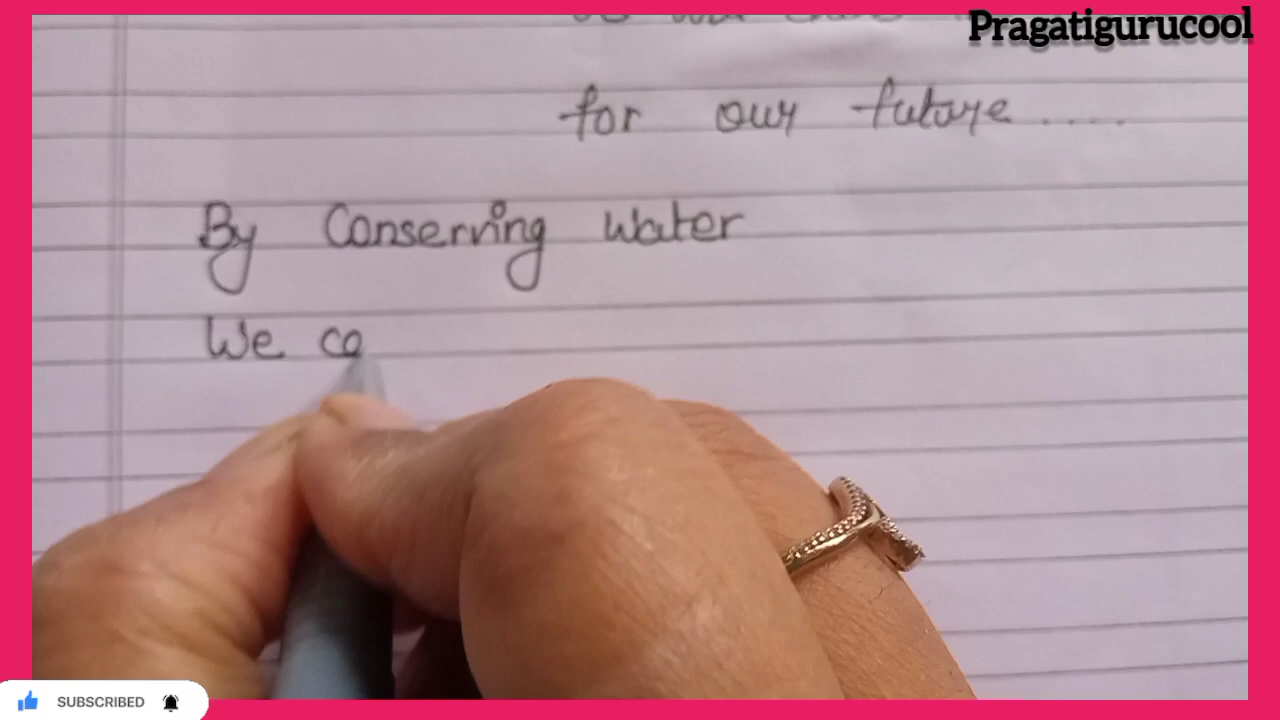 Pragatigurucool
for our future....
By Conserving water
We co
SUBSCRIBED